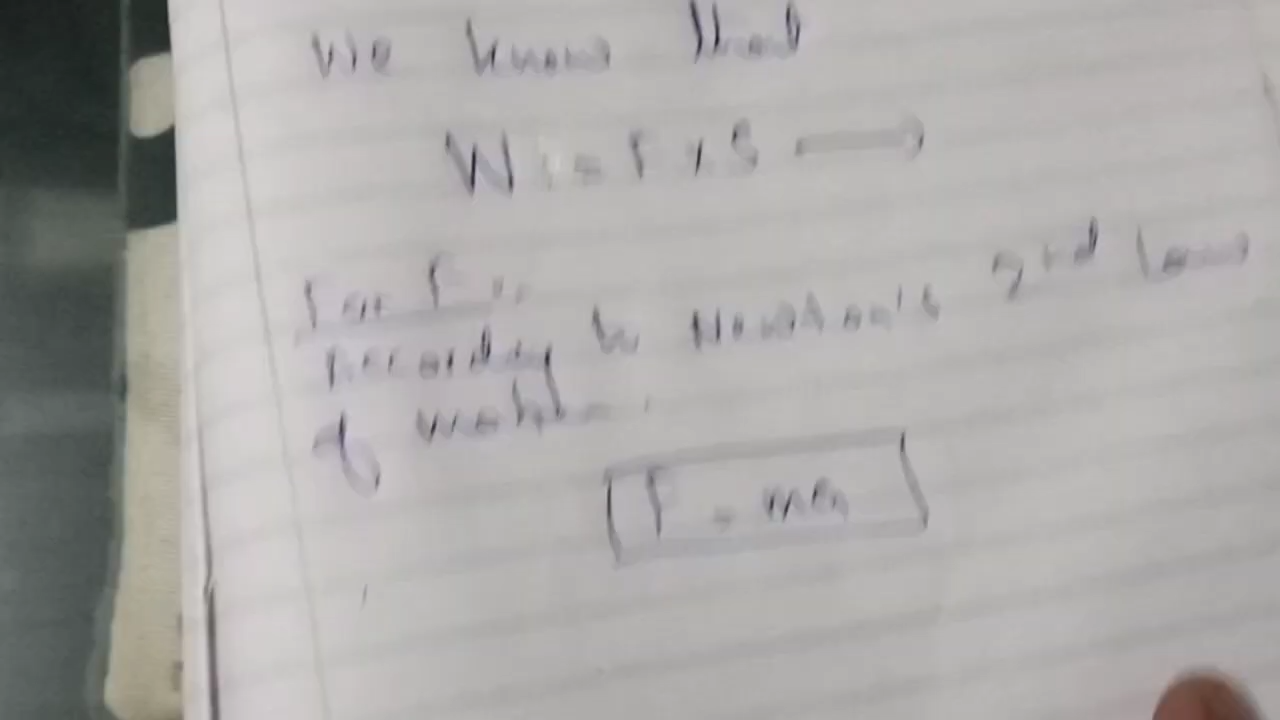 We know that
W = F x S →
For F :-
According to Newton's 2nd law
of motion.
F = ma